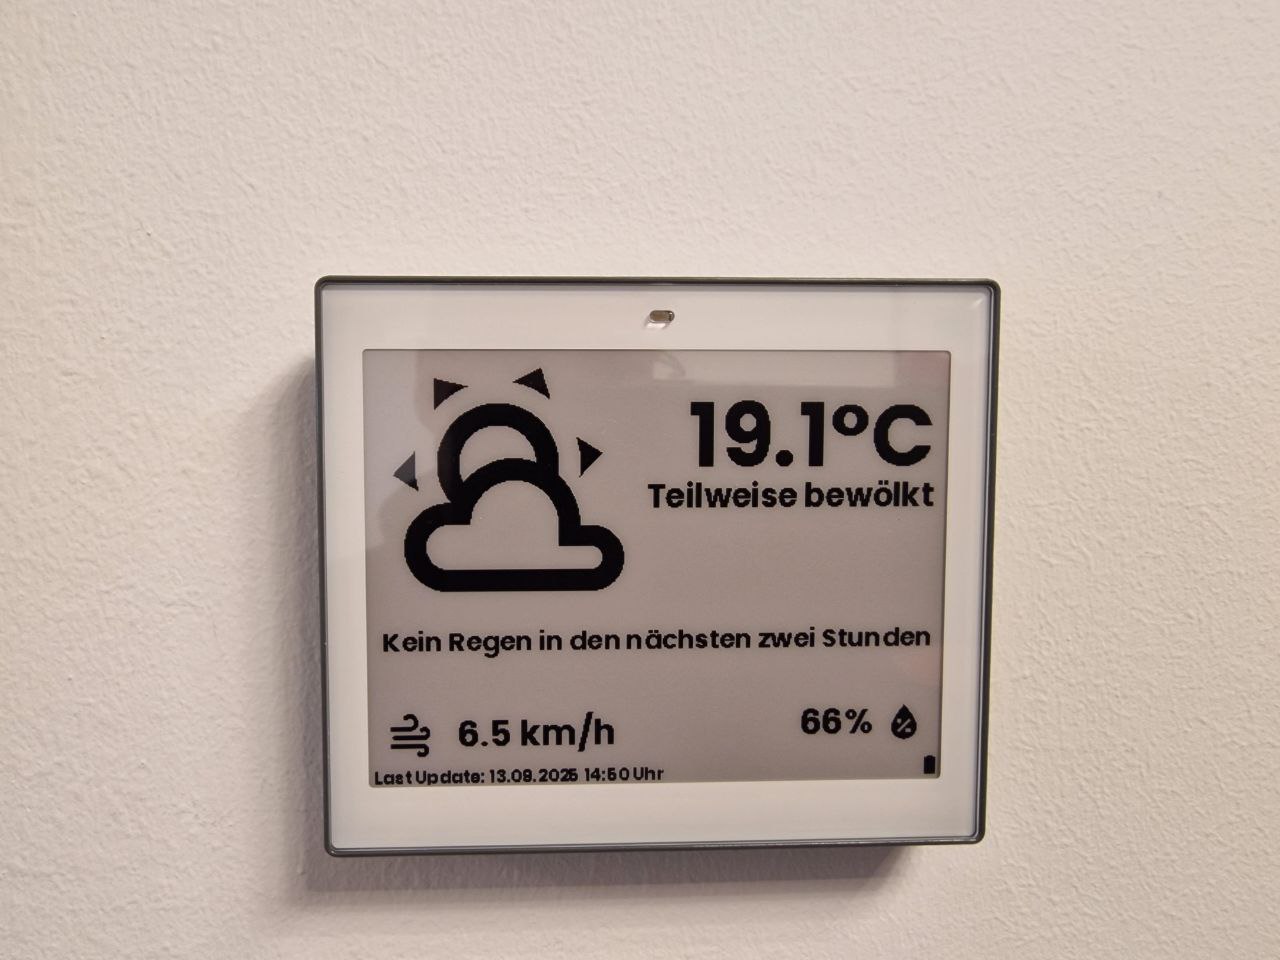 19.1°C
Teilweise bewölkt
Kein Regen in den nächsten zwei Stunden
6.5 km/h
66%
Last Update: 13.09.2025 14:50 Uhr